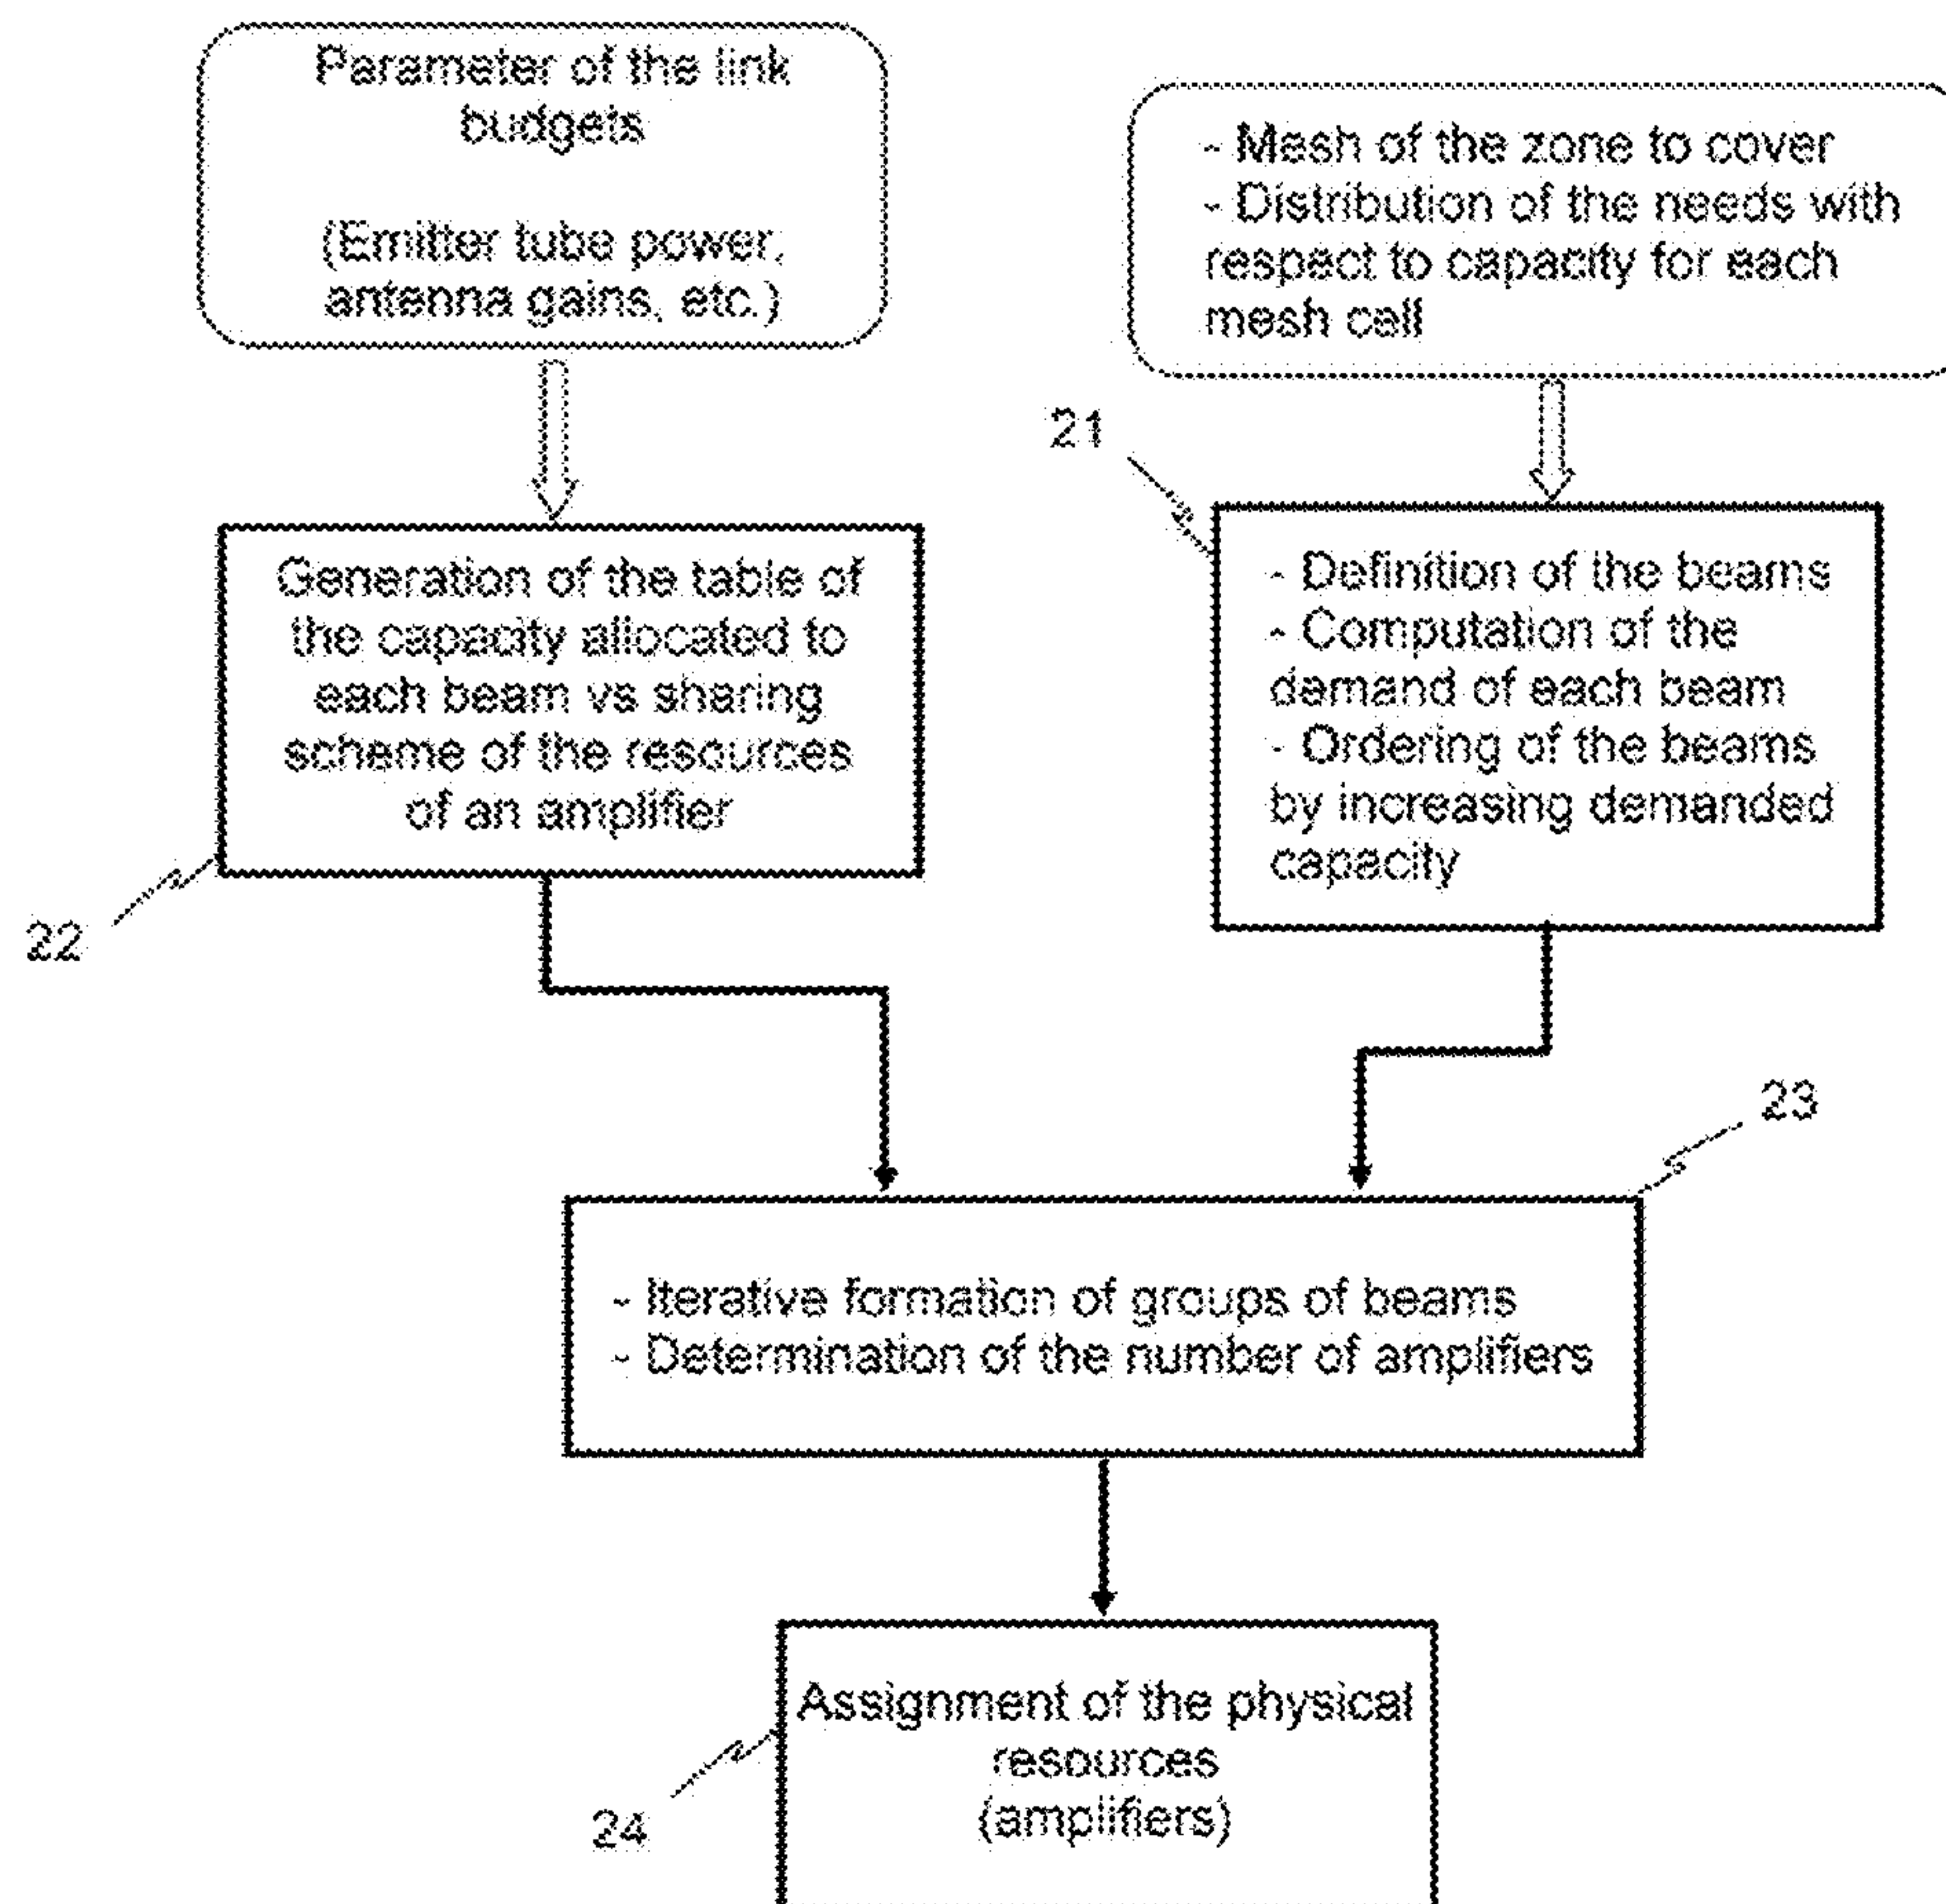 Parameter of the link
budgets
(Emitter tube power,
antenna gains, etc.)
- Mesh of the zone to cover
- Distribution of the needs with
respect to capacity for each
mesh cell
21
Generation of the table of
the capacity allocated to
each beam vs sharing
scheme of the resources
of an amplifier
22
- Definition of the beams
- Computation of the
demand of each beam
- Ordering of the beams
by increasing demanded
capacity
23
- Iterative formation of groups of beams
- Determination of the number of amplifiers
Assignment of the physical
resources
(amplifiers)
24